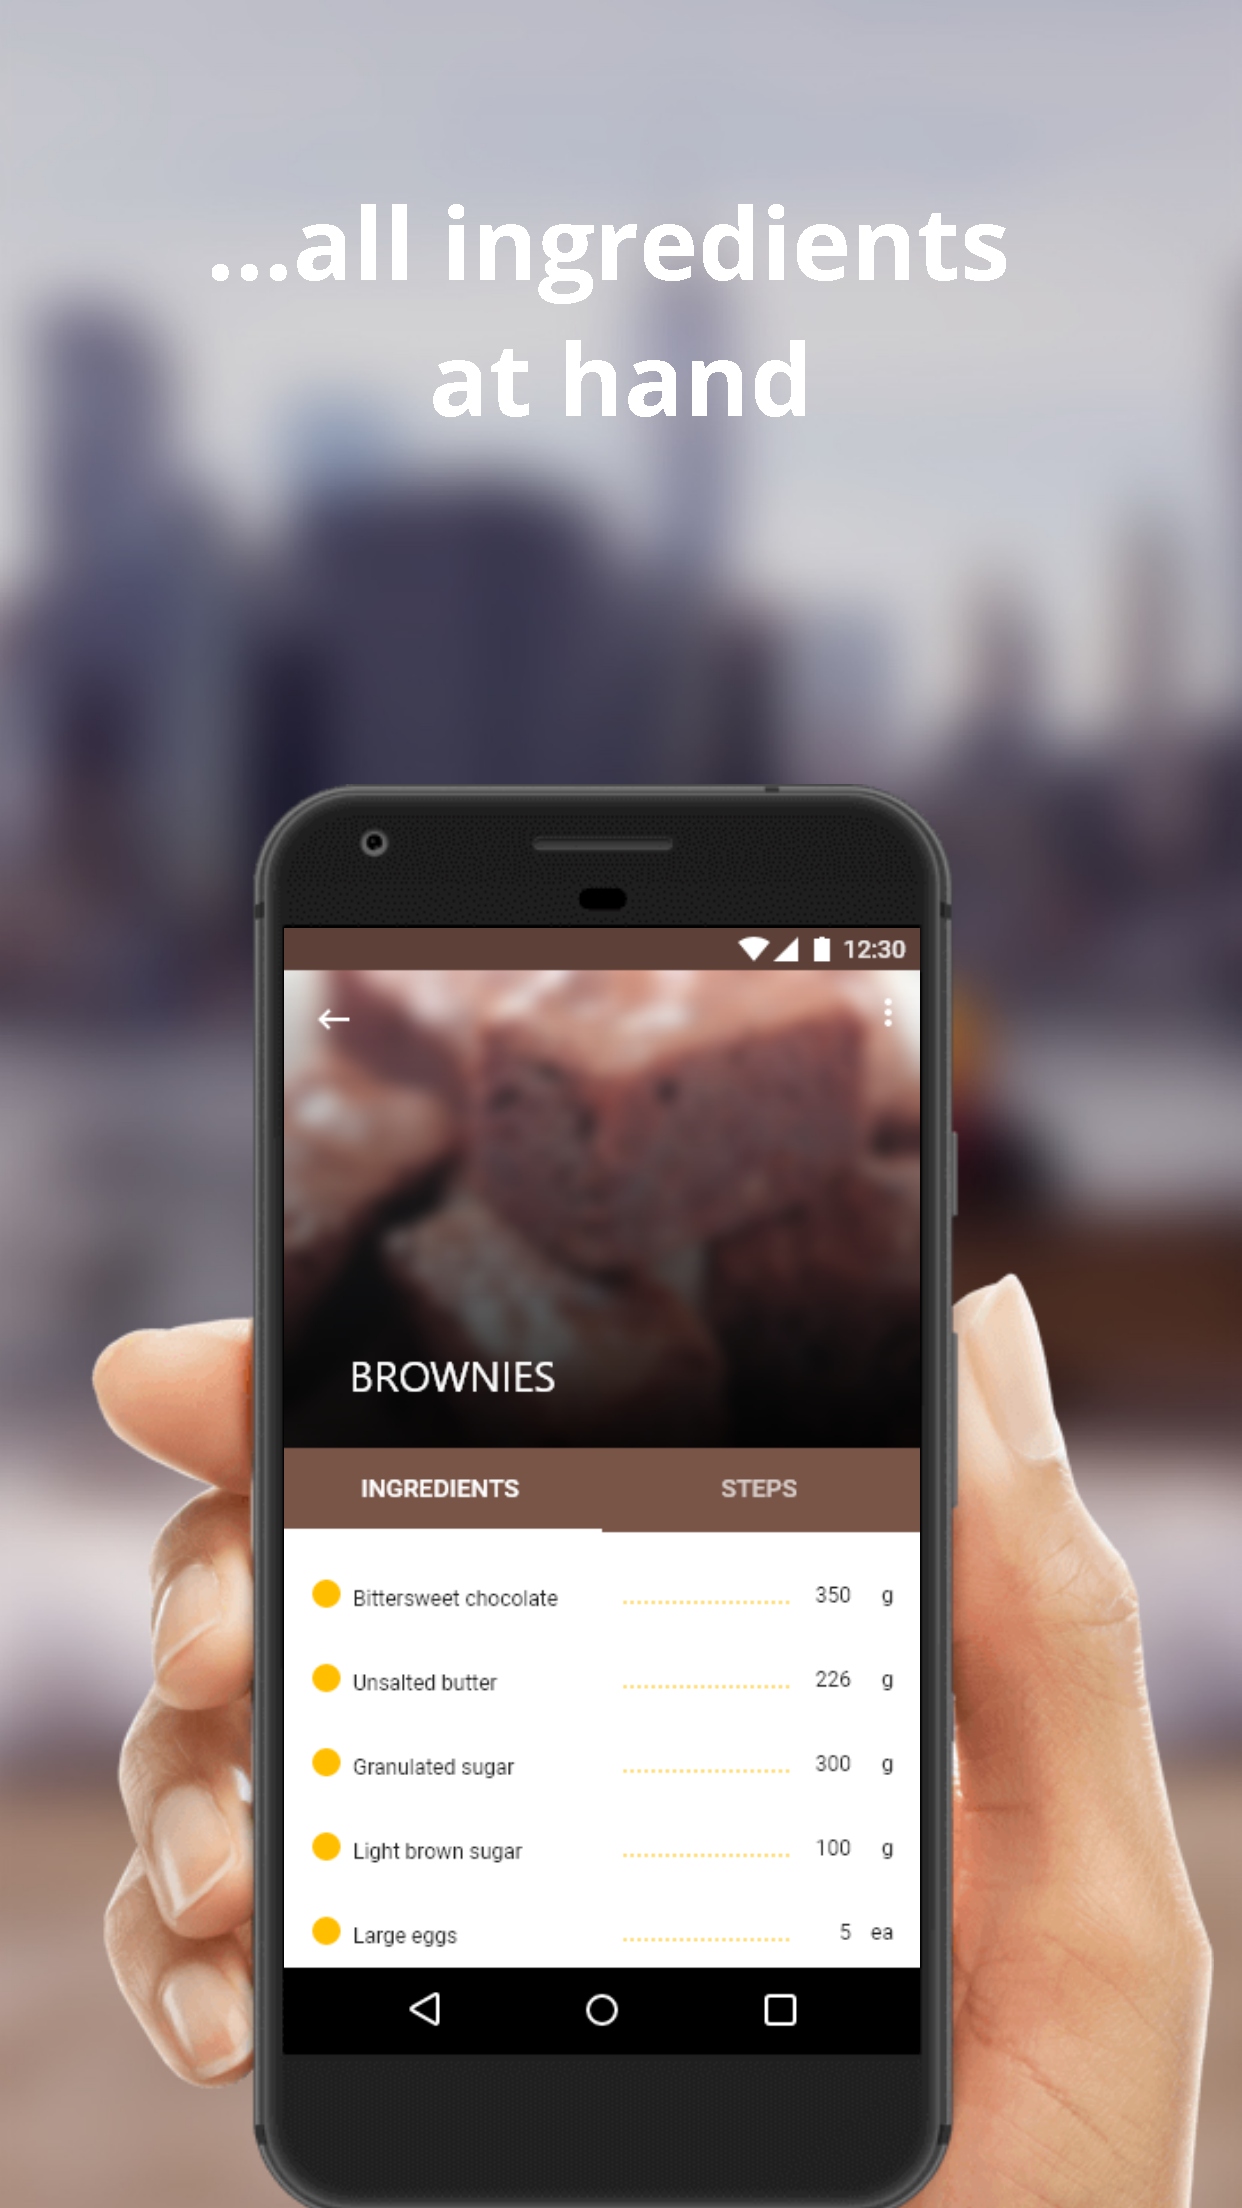 ...all ingredients
at hand
12:30
BROWNIES
INGREDIENTS STEPS
Bittersweet chocolate 350 g
Unsalted butter 226 g
Granulated sugar 300 g
Light brown sugar 100 g
Large eggs 5 ea